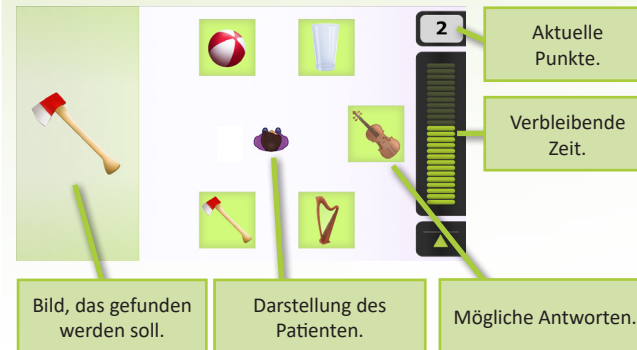 2
Aktuelle
Punkte.
Verbleibende
Zeit.
Bild, das gefunden
werden soll.
Darstellung des
Patienten.
Mögliche Antworten.